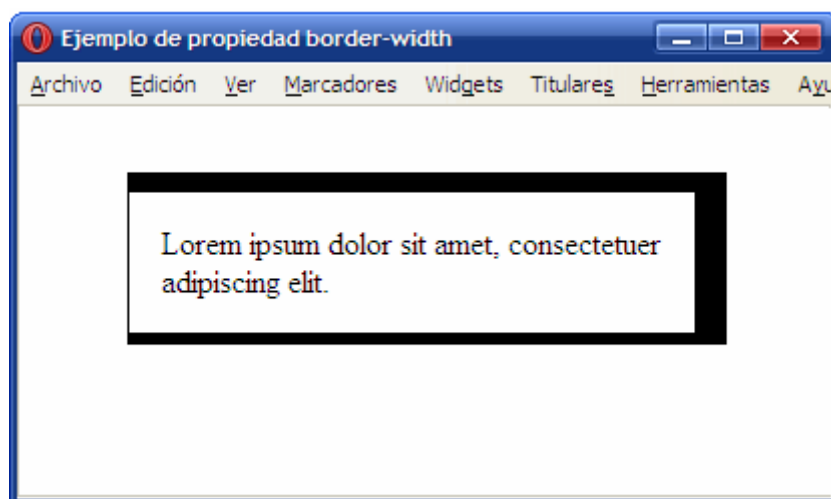 Ejemplo de propiedad border-width
Archivo Edición Ver Marcadores Widgets Titulares Herramientas Ayu
Lorem ipsum dolor sit amet, consectetuer
adipiscing elit.